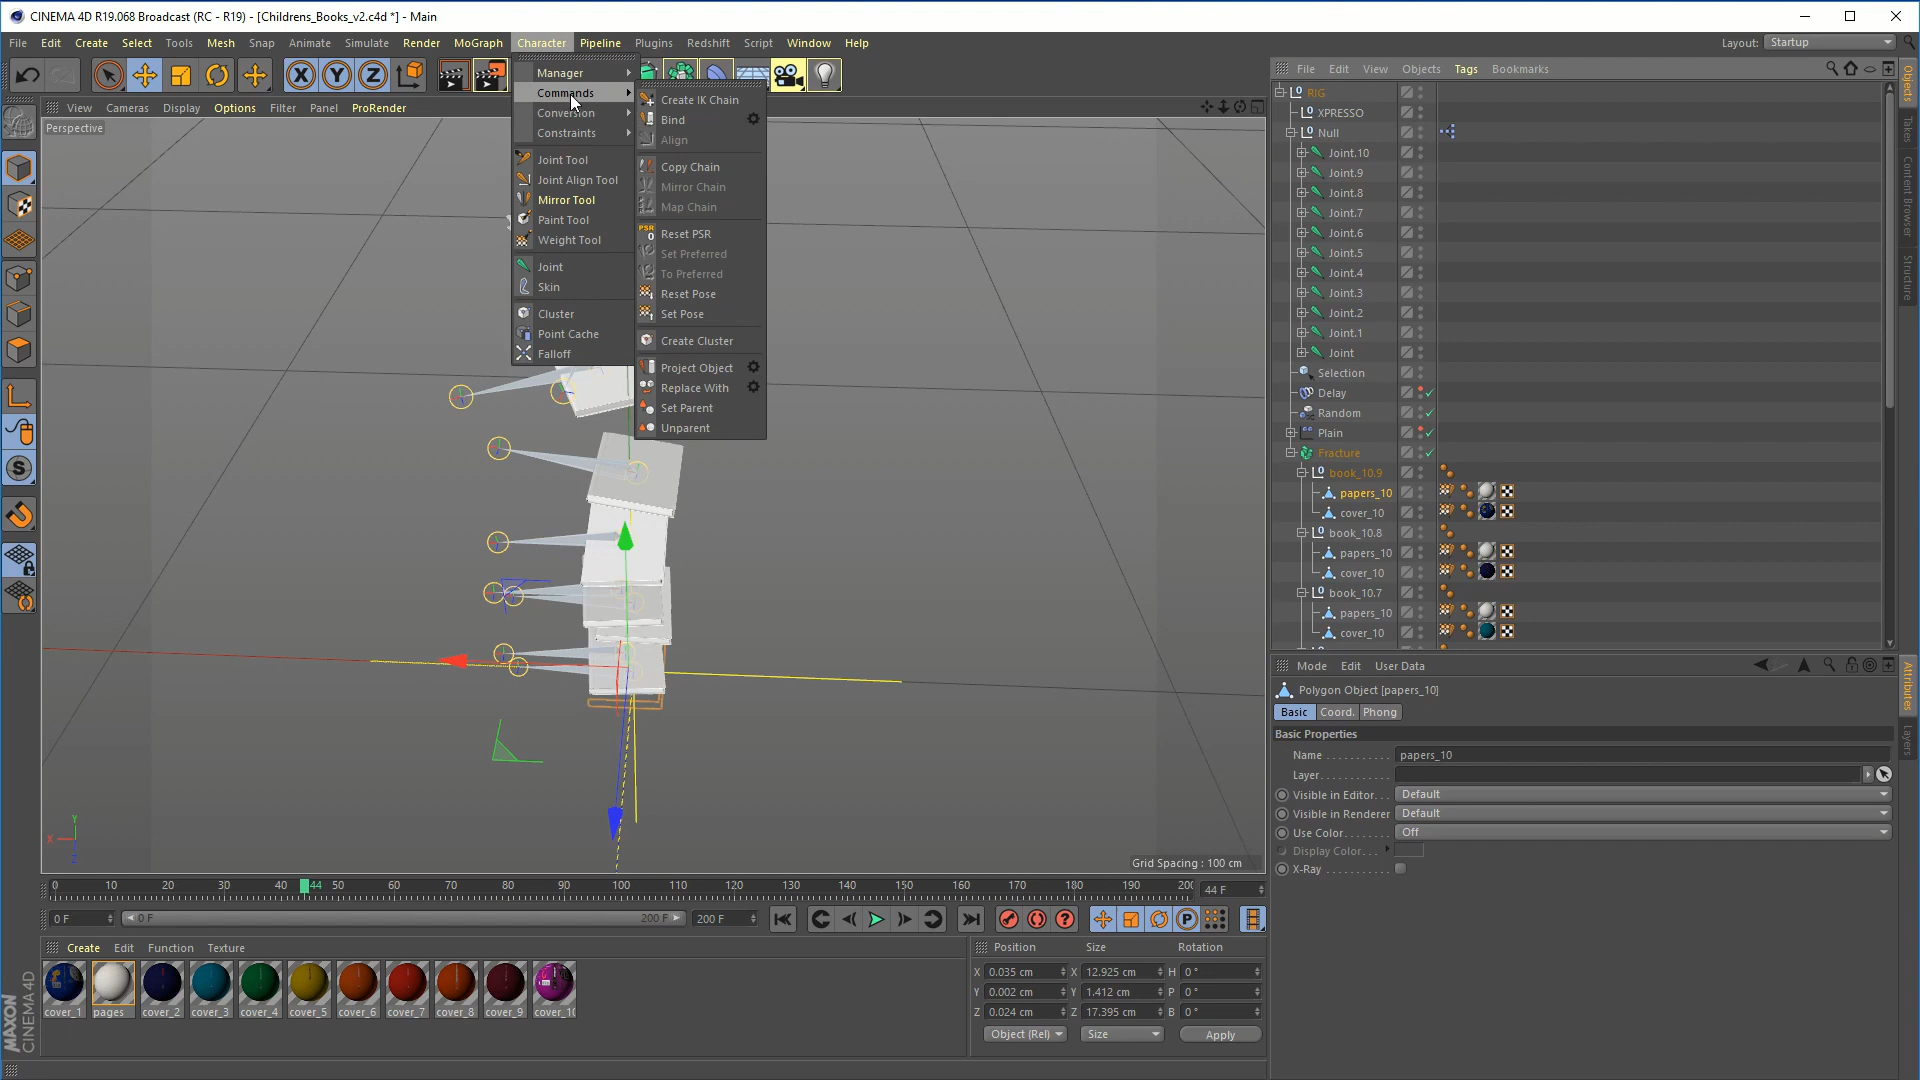 CINEMA 4D R19.068 Broadcast (RC - R19) - [Childrens_Books_v2.c4d *] - Main
File Edit Create Select Tools Mesh Snap Animate Simulate Render MoGraph Character Pipeline Plugins Redshift Script Window Help
Layout: Startup
View Cameras Display Options Filter Panel ProRender
Perspective
Manager
Commands
Conversion
Constraints
Joint Tool
Joint Align Tool
Mirror Tool
Paint Tool
Weight Tool
Joint
Skin
Cluster
Point Cache
Falloff
Create IK Chain
Bind
Align
Copy Chain
Mirror Chain
Map Chain
PSR
0
Reset PSR
Set Preferred
To Preferred
Reset Pose
Set Pose
Create Cluster
Project Object
Replace With
Set Parent
Unparent
X Y Z
Y
X
Z
Grid Spacing : 100 cm
File Edit View Objects Tags Bookmarks
RIG
XPRESSO
Null
Joint.10
Joint.9
Joint.8
Joint.7
Joint.6
Joint.5
Joint.4
Joint.3
Joint.2
Joint.1
Joint
Selection
Delay
Random
Plain
Fracture
book_10.9
papers_10
cover_10
book_10.8
papers_10
cover_10
book_10.7
papers_10
cover_10
Objects
Takes
Content Browser
Structure
Mode Edit User Data
Polygon Object [papers_10]
Basic Coord. Phong
Basic Properties
Name papers_10
Layer
Visible in Editor Default
Visible in Renderer Default
Use Color Off
Display Color
X-Ray
Attributes
Layers
0 10 20 30 40 44 50 60 70 80 90 100 110 120 130 140 150 160 170 180 190 20
44 F
0 F
0 F 200 F
200 F
Create Edit Function Texture
cover_1 pages cover_2 cover_3 cover_4 cover_5 cover_6 cover_7 cover_8 cover_9 cover_10
Position Size Rotation
X 0.035 cm X 12.925 cm H 0 °
Y 0.002 cm Y 1.412 cm P 0 °
Z 0.024 cm Z 17.395 cm B 0 °
Object (Rel) Size Apply
MAXON
CINEMA 4D